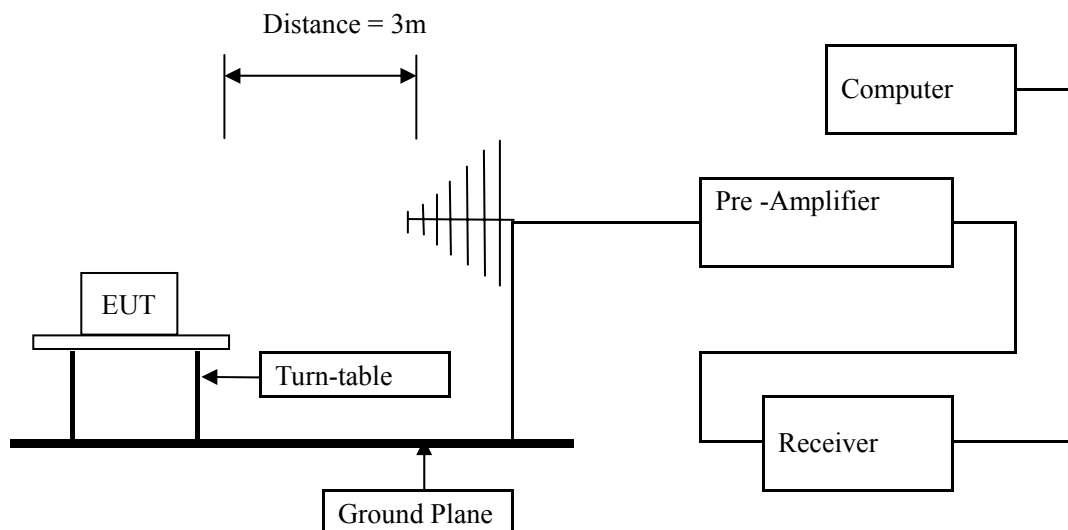 Distance = 3m
Computer
Pre -Amplifier
EUT
Turn-table
Receiver
Ground Plane